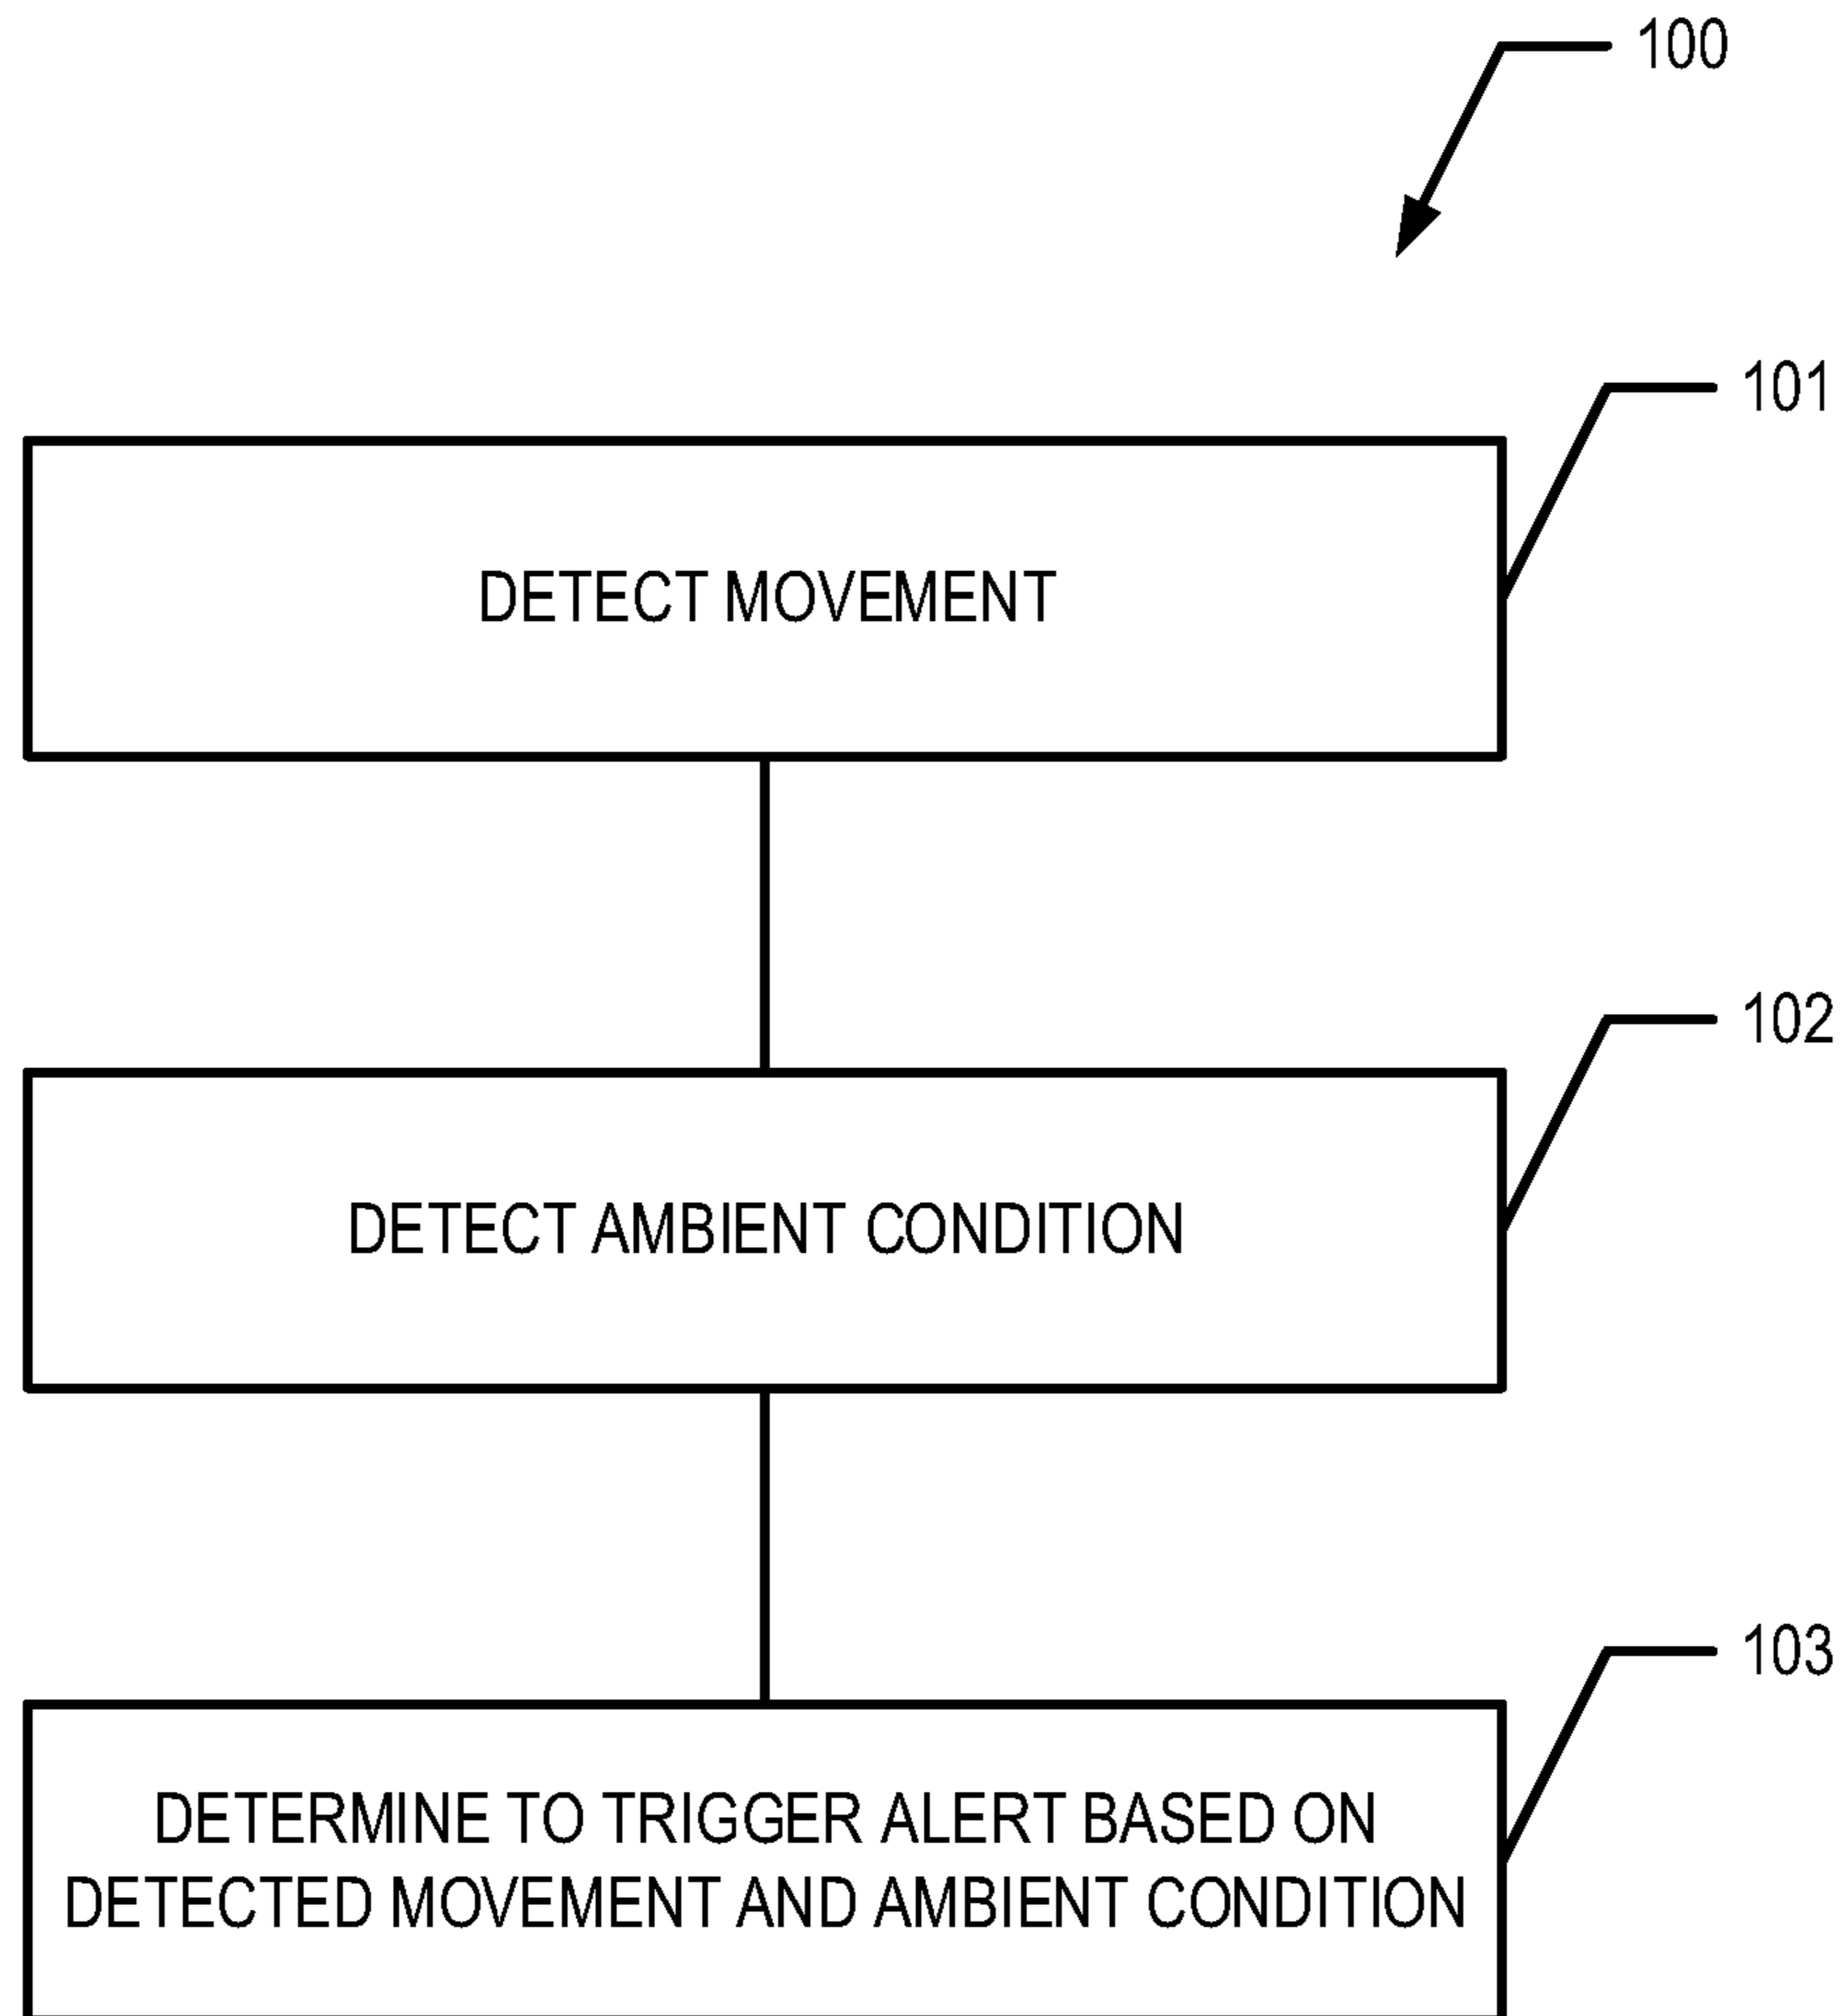 100
101
DETECT MOVEMENT
102
DETECT AMBIENT CONDITION
103
DETERMINE TO TRIGGER ALERT BASED ON
DETECTED MOVEMENT AND AMBIENT CONDITION